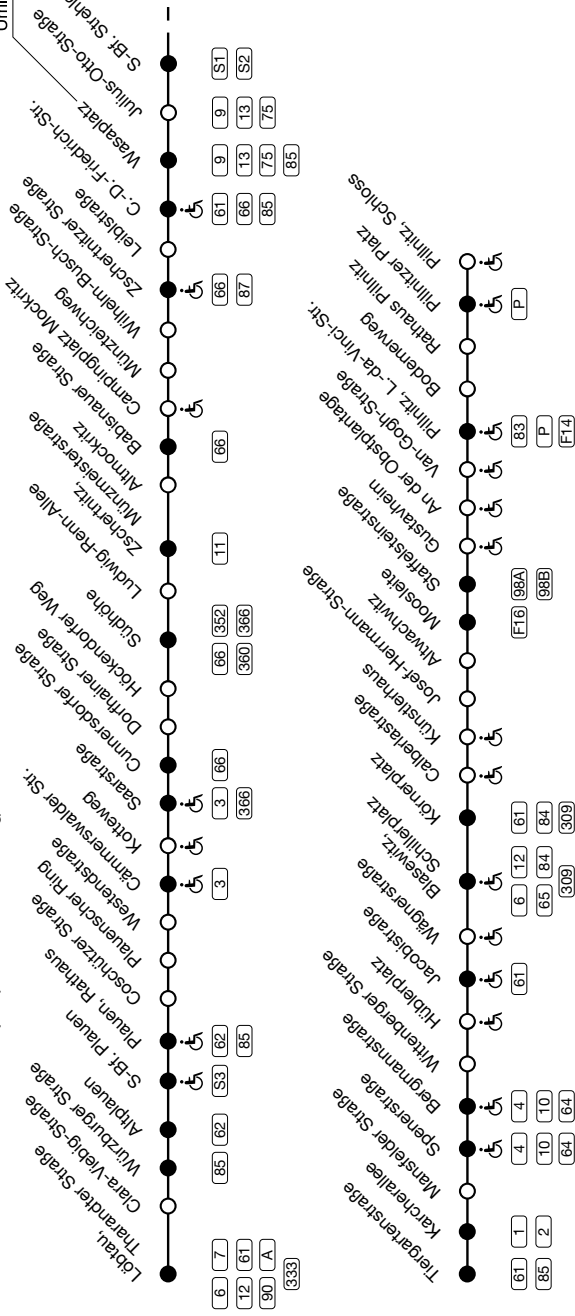 Löbtau,
Tharandter Straße
6 7
12 61
90 A
333
Clara-Viebig-Straße
Würzburger Straße
85
Altplauen
62
S-Bf. Plauen
S3
Plauen, Rathaus
62
85
Coschützer Straße
Plauenscher Ring
Westendstraße
Cämmerswalder Str.
3
Kotteweg
Saarstraße
3
366
Cunnersdorfer Straße
66
Dorfhainer Straße
Höckendorfer Weg
Südhöhe
66 352
360 366
Ludwig-Renn-Allee
Zschertnitz,
Münzmeisterstraße
11
Altmockritz
Babisnauer Straße
66
Campingplatz Mockritz
Münzteichweg
Wilhelm-Busch-Straße
Zschertnitzer Straße
66
87
Leiblstraße
C.-D.-Friedrich-Str.
61
66
85
Wasaplatz
9
13
75
85
Julius-Otto-Straße
9
13
75
S-Bf. Strehl
S1
S2
Tiergartenstraße
61
85
Karcherallee
1
2
Mansfelder Straße
Spenerstraße
4
10
64
Bergmannstraße
4
10
64
Wittenberger Straße
Hüblerplatz
Jacobistraße
61
Wägnerstraße
Blasewitz,
Schillerplatz
6 12
65 84
309
Körnerplatz
61
84
309
Calberlastraße
Künstlerhaus
Josef-Hermann-Straße
Altwachwitz
Moosleite
F16
Staffelsteinstraße
98A
98B
Gustavheim
An der Obstplantage
Van-Gogh-Straße
Pillnitz, L.-da-Vinci-Str.
83
P
F14
Bodemerweg
Rathaus Pillnitz
Pillnitzer Platz
P
Pillnitz, Schloss